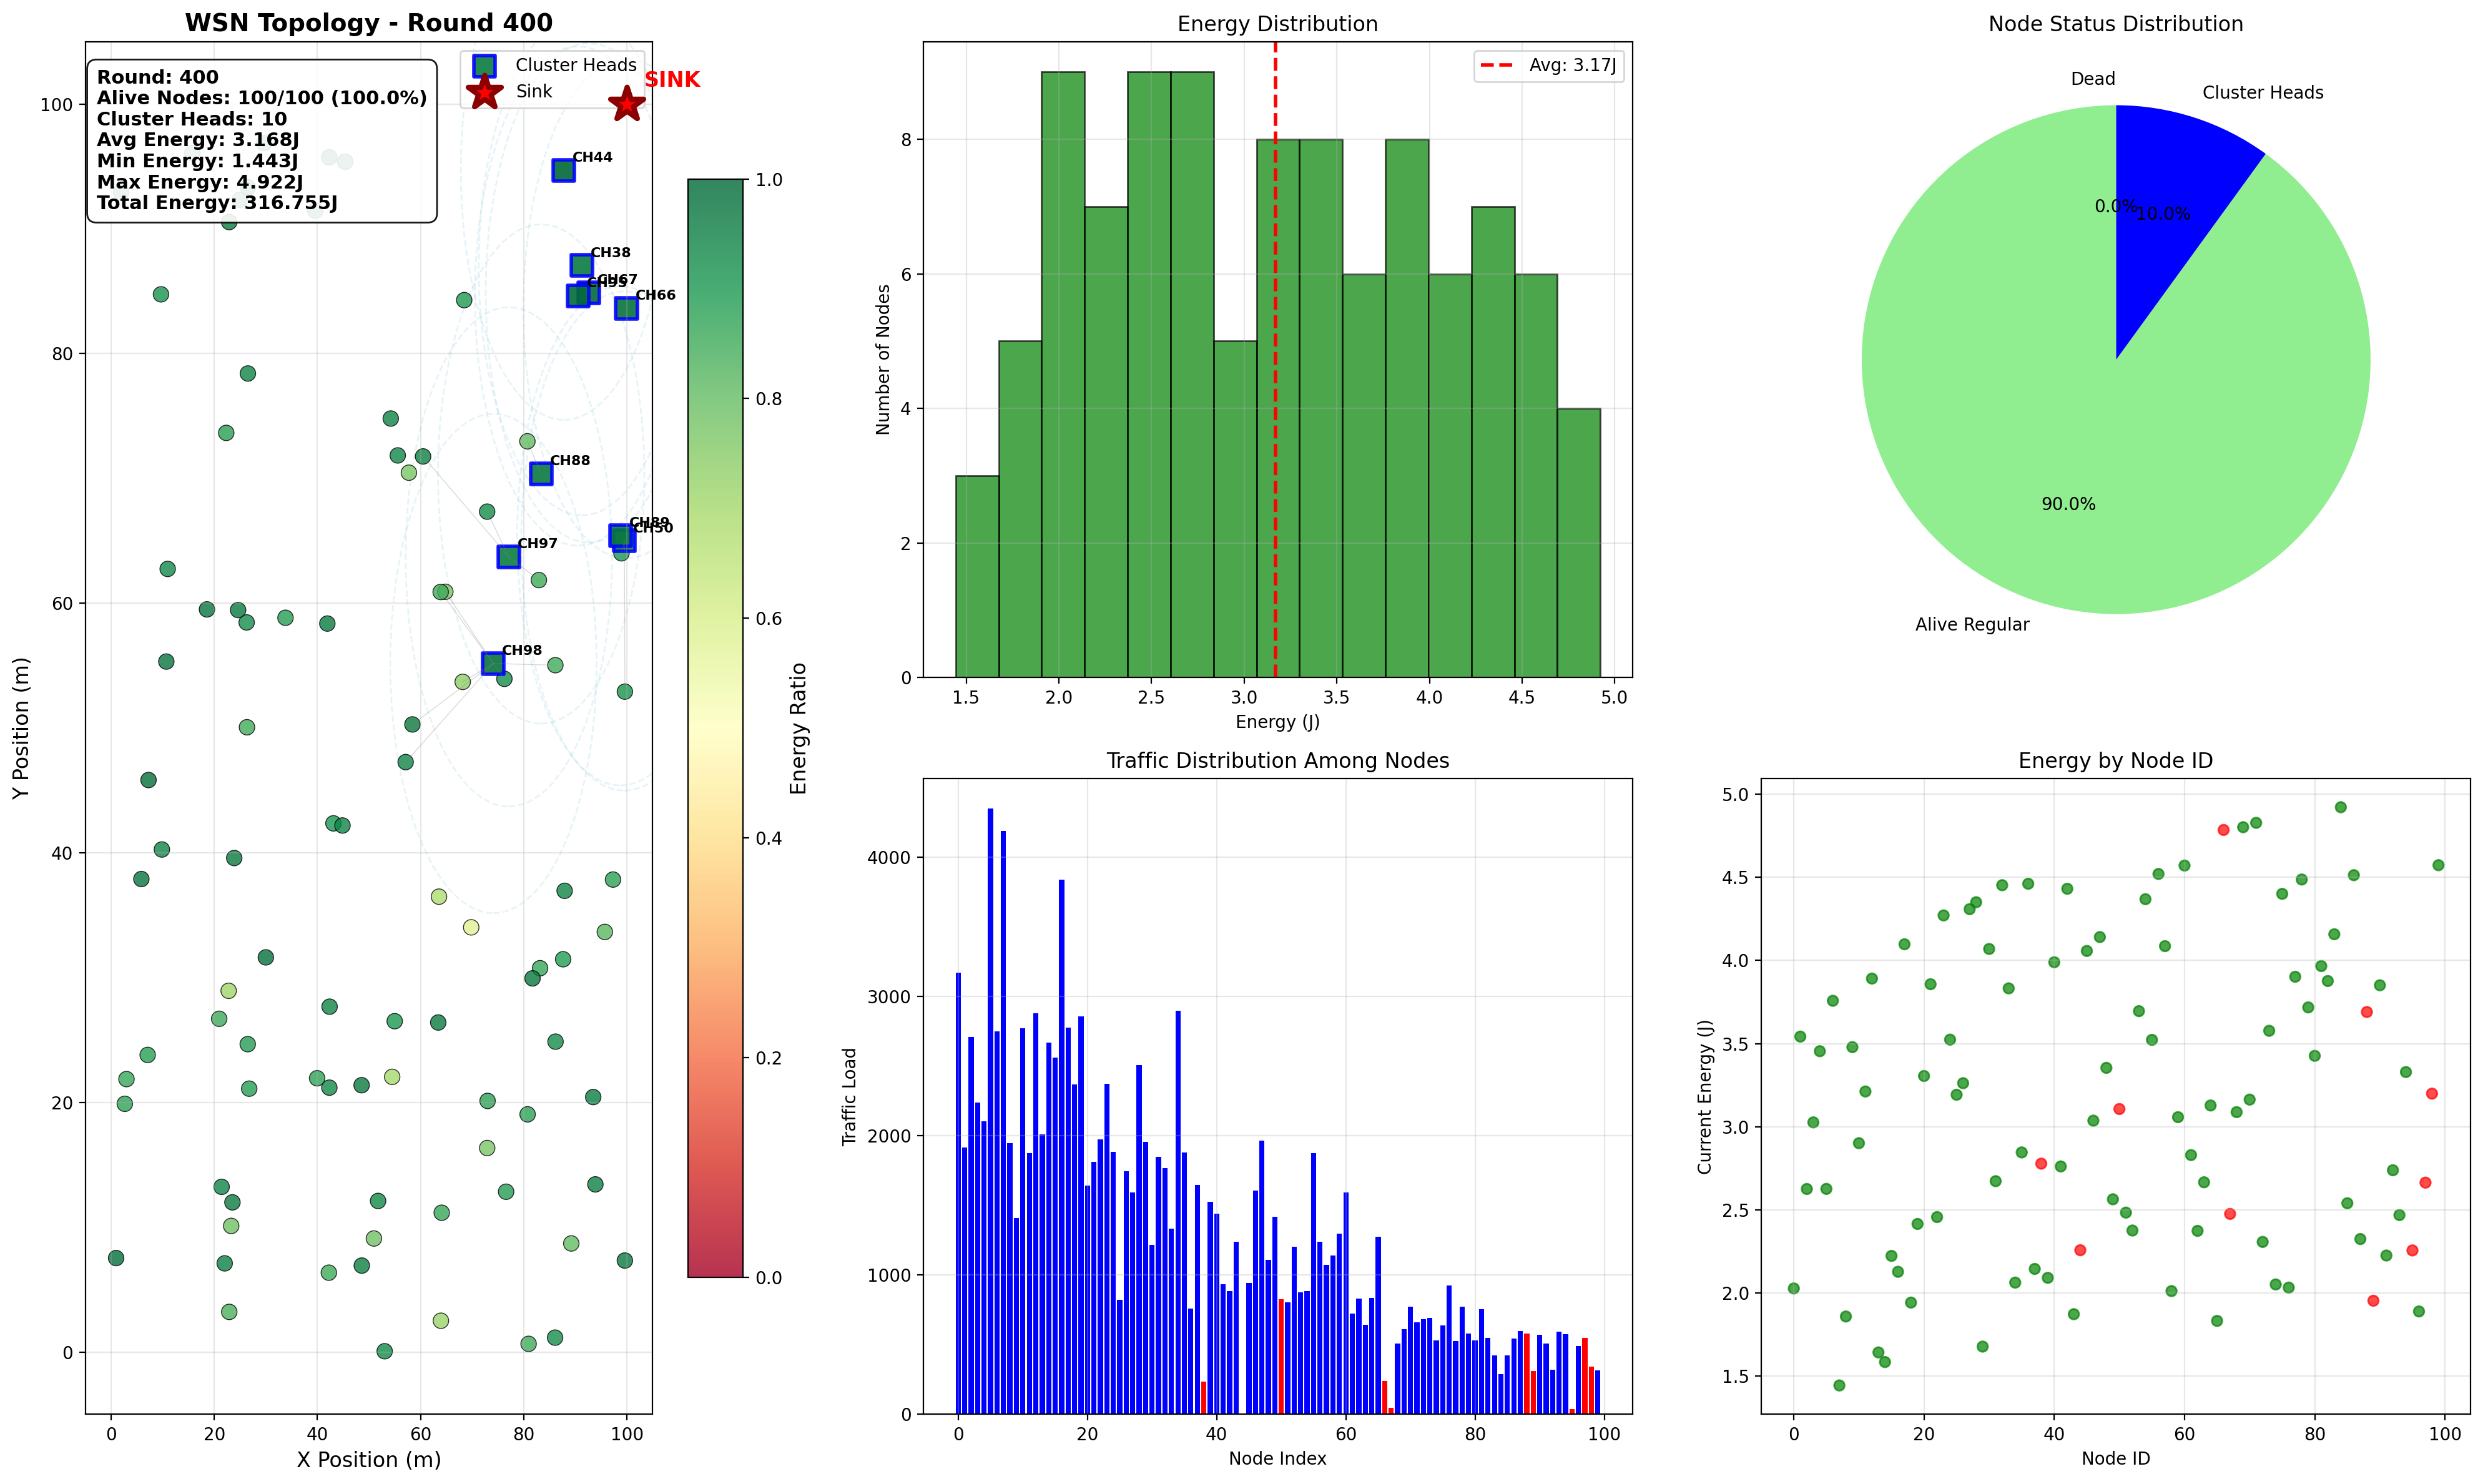 WSN Topology - Round 400
Round: 400
Alive Nodes: 100/100 (100.0%)
Cluster Heads: 10
Avg Energy: 3.168J
Min Energy: 1.443J
Max Energy: 4.922J
Total Energy: 316.755J
Cluster Heads
Sink
SINK
CH44
CH38
CH67
CH95
CH66
CH88
CH89
CH50
CH97
CH98
Y Position (m)
100
80
60
40
20
0
0 20 40 60 80 100
X Position (m)
1.0
0.8
0.6
0.4
0.2
0.0
Energy Ratio
Energy Distribution
Avg: 3.17J
Number of Nodes
8
6
4
2
0
1.5 2.0 2.5 3.0 3.5 4.0 4.5 5.0
Energy (J)
Node Status Distribution
Dead
Cluster Heads
0.0%
10.0%
90.0%
Alive Regular
Traffic Distribution Among Nodes
Traffic Load
4000
3000
2000
1000
0
0 20 40 60 80 100
Node Index
Energy by Node ID
Current Energy (J)
5.0
4.5
4.0
3.5
3.0
2.5
2.0
1.5
0 20 40 60 80 100
Node ID